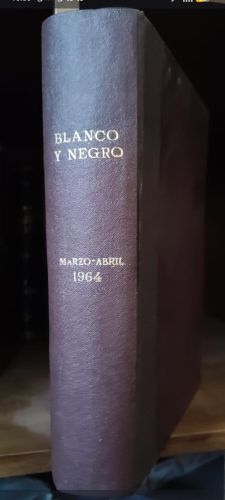 BLANCO
Y NEGRO
MARZO-ABRIL
1964